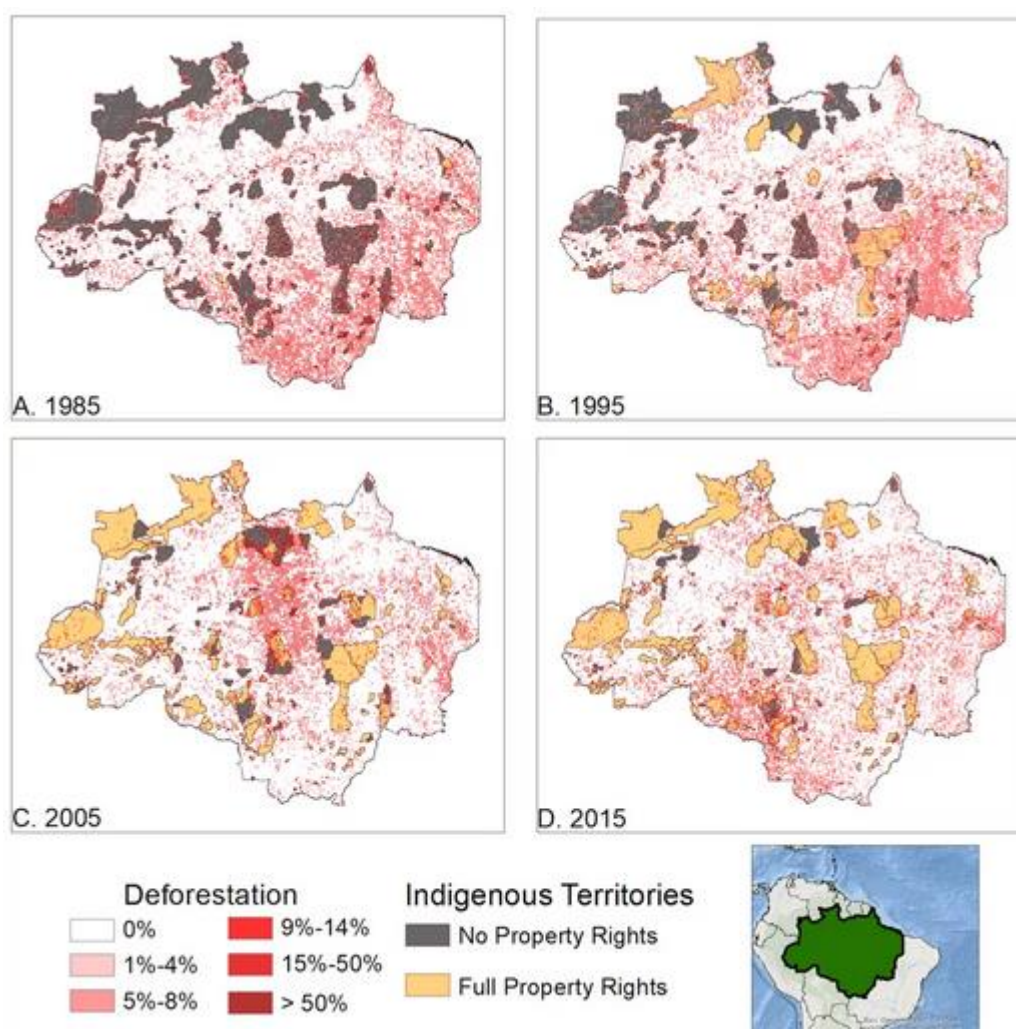 A. 1985
B. 1995
C. 2005
D. 2015
Deforestation
0%
1%-4%
5%-8%
9%-14%
15%-50%
> 50%
Indigenous Territories
No Property Rights
Full Property Rights